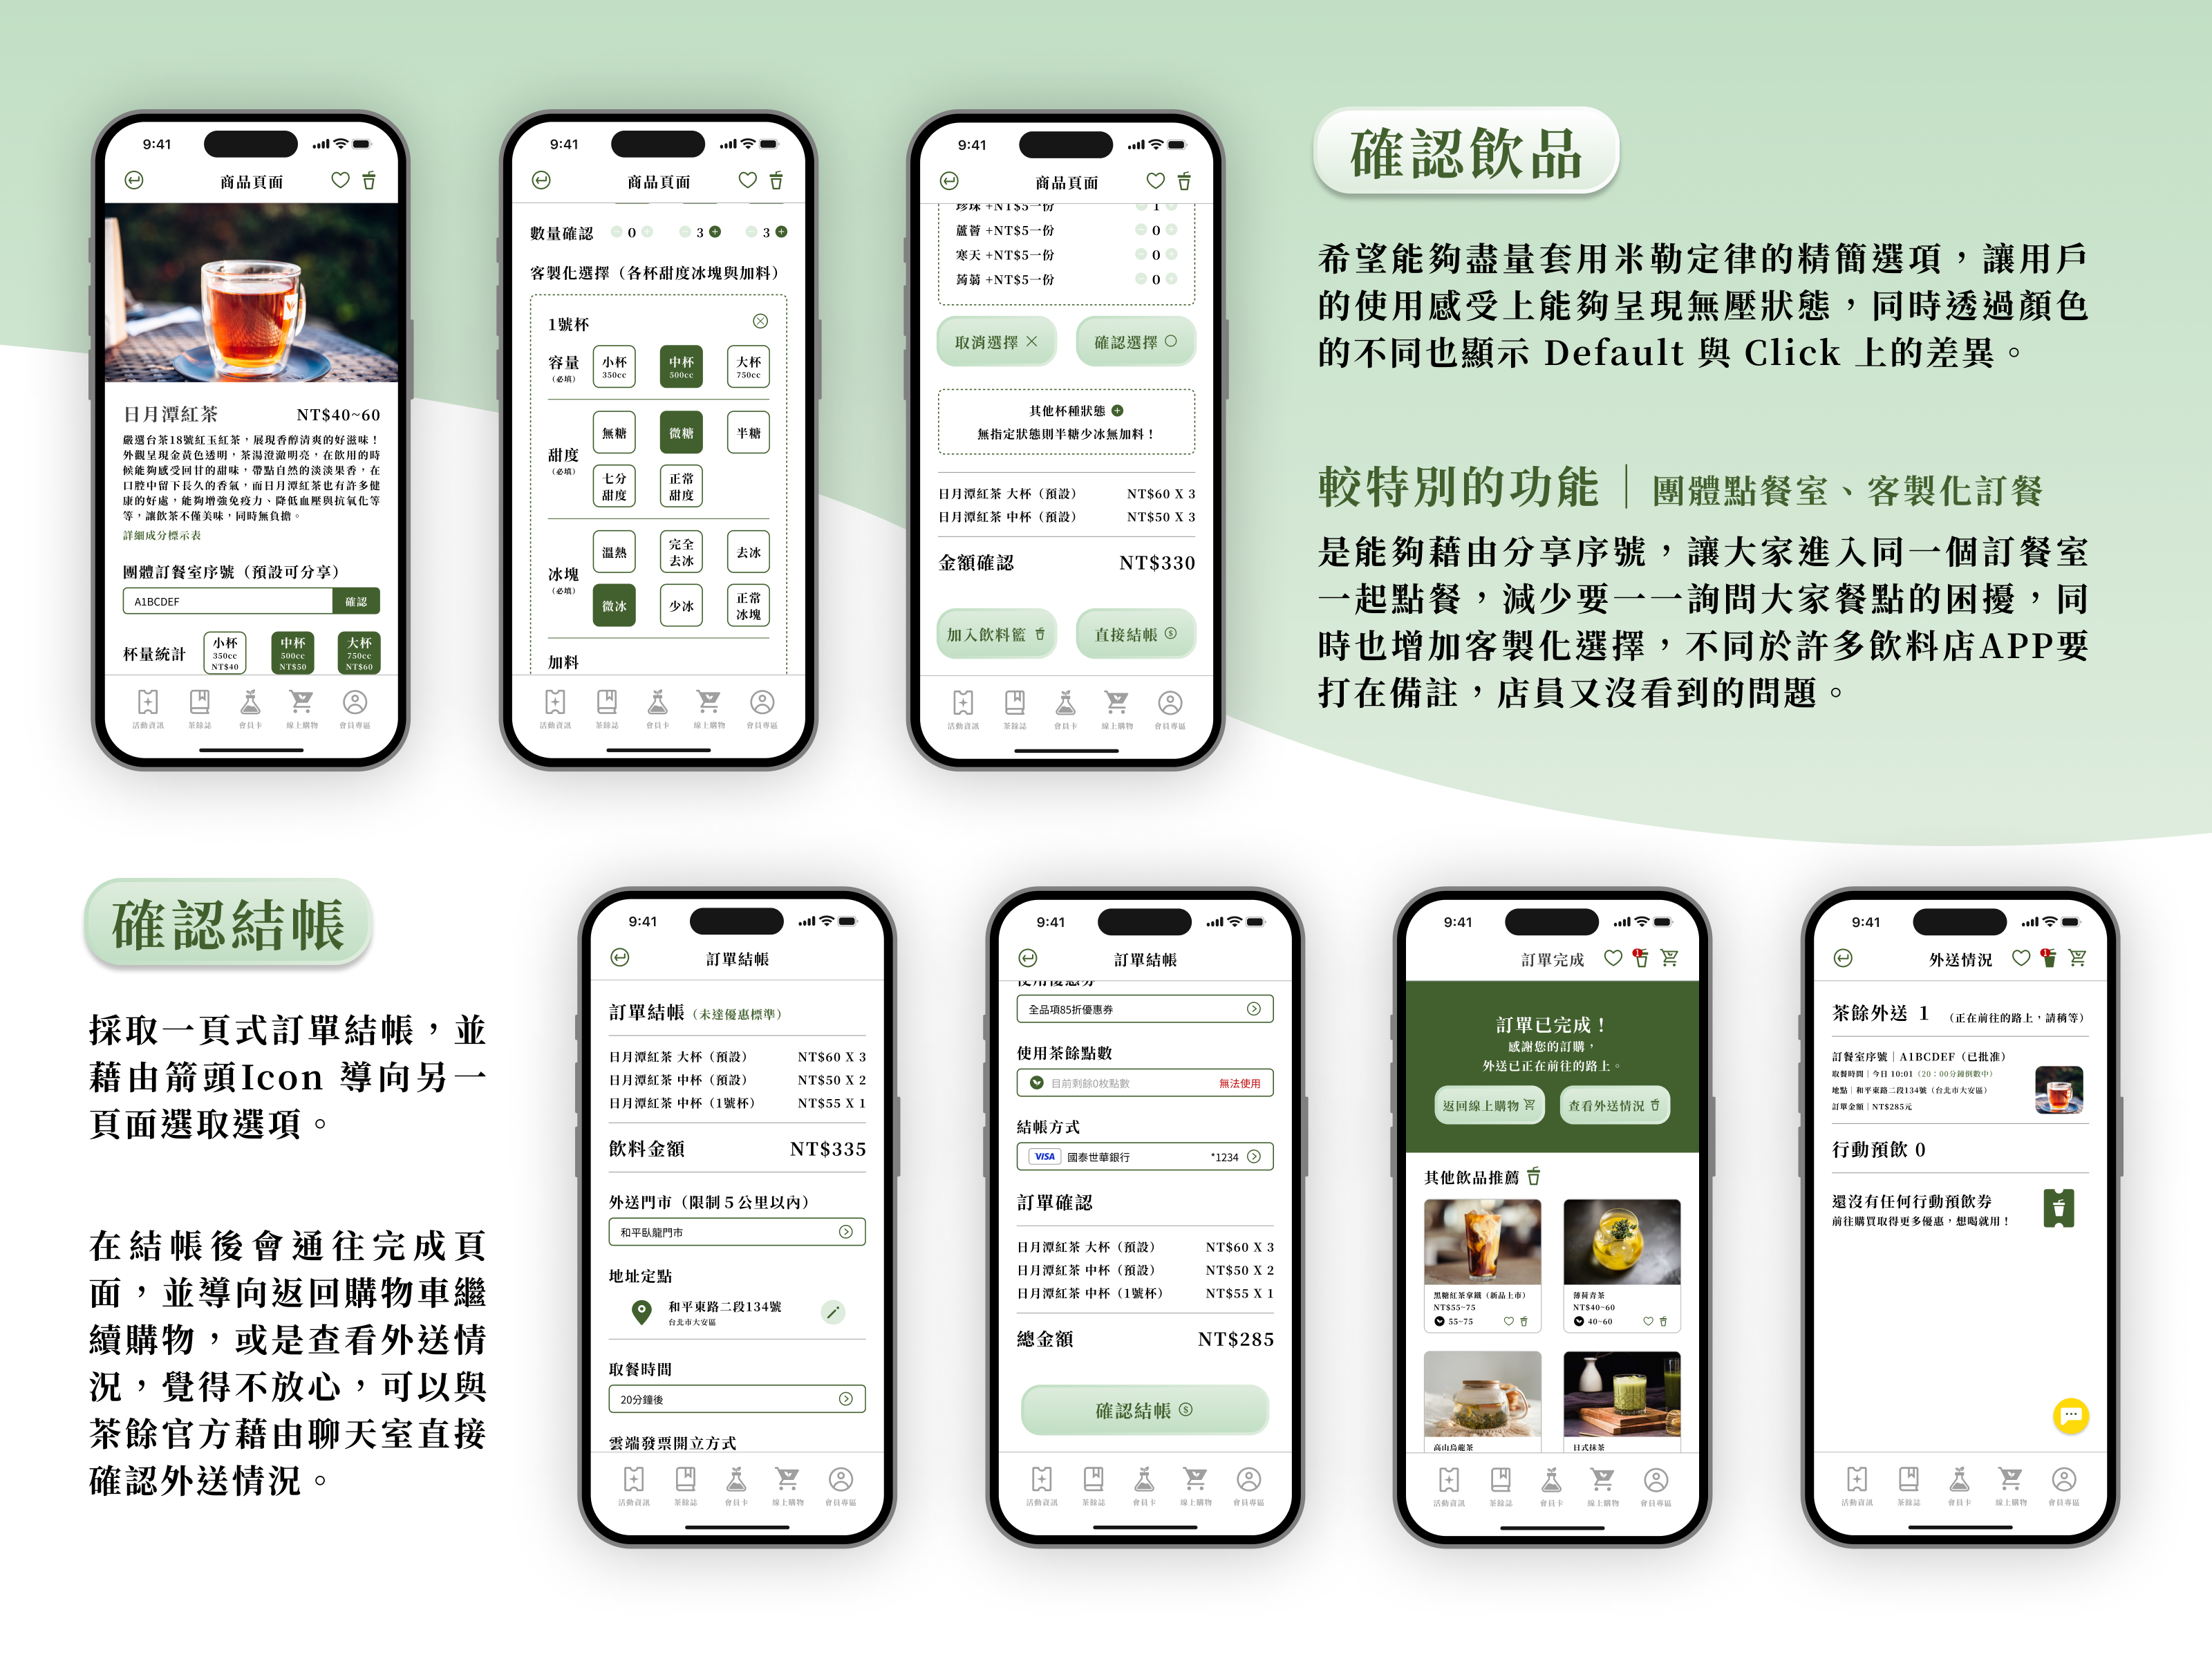 9:41
商品頁面
日月潭紅茶 NT$40~60
嚴選台茶18號紅玉紅茶，展現香醇清爽的好滋味！
外觀呈現金黃色透明，茶湯澄澈明亮，在飲用的時
候能夠感受回甘的甜味，帶點自然的淡淡果香，在
口腔中留下長久的香氣，而日月潭紅茶也有許多健
康的好處，能夠增強免疫力、降低血壓與抗氧化等
等，讓飲茶不僅美味，同時無負擔。
詳細成分標示表
團體訂餐室序號（預設可分享）
A1BCDEF 確認
杯量統計
小杯 350cc NT$40
中杯 500cc NT$50
大杯 750cc NT$60
活動資訊 茶餘誌 會員卡 線上購物 會員專區
9:41
商品頁面
數量確認 0 3 3
客製化選擇（各杯甜度冰塊與加料）
1號杯
容量（必填）
小杯 350cc
中杯 500cc
大杯 750cc
甜度（必填）
無糖 微糖 半糖
七分甜度 正常甜度
冰塊（必填）
溫熱 完全去冰 去冰
微冰 少冰 正常冰塊
加料
活動資訊 茶餘誌 會員卡 線上購物 會員專區
9:41
商品頁面
珍珠 +NT$5一份 1
蘆薈 +NT$5一份 0
寒天 +NT$5一份 0
蒟蒻 +NT$5一份 0
取消選擇 確認選擇
其他杯種狀態
無指定狀態則半糖少冰無加料！
日月潭紅茶 大杯（預設） NT$60 X 3
日月潭紅茶 中杯（預設） NT$50 X 3
金額確認 NT$330
加入飲料籃 直接結帳
活動資訊 茶餘誌 會員卡 線上購物 會員專區
確認飲品
希望能夠盡量套用米勒定律的精簡選項，讓用戶
的使用感受上能夠呈現無壓狀態，同時透過顏色
的不同也顯示 Default 與 Click 上的差異。
較特別的功能｜團體點餐室、客製化訂餐
是能夠藉由分享序號，讓大家進入同一個訂餐室
一起點餐，減少要一一詢問大家餐點的困擾，同
時也增加客製化選擇，不同於許多飲料店APP要
打在備註，店員又沒看到的問題。
確認結帳
採取一頁式訂單結帳，並
藉由箭頭Icon 導向另一
頁面選取選項。
在結帳後會通往完成頁
面，並導向返回購物車繼
續購物，或是查看外送情
況，覺得不放心，可以與
茶餘官方藉由聊天室直接
確認外送情況。
9:41
訂單結帳
訂單結帳（未達優惠標準）
日月潭紅茶 大杯（預設） NT$60 X 3
日月潭紅茶 中杯（預設） NT$50 X 2
日月潭紅茶 中杯（1號杯） NT$55 X 1
飲料金額 NT$335
外送門市（限制５公里以內）
和平臥龍門市
地址定點
和平東路二段134號
台北市大安區
取餐時間
20分鐘後
雲端發票開立方式
活動資訊 茶餘誌 會員卡 線上購物 會員專區
9:41
訂單結帳
使用優惠券
全品項85折優惠券
使用茶餘點數
目前剩餘0枚點數 無法使用
結帳方式
VISA 國泰世華銀行 *1234
訂單確認
日月潭紅茶 大杯（預設） NT$60 X 3
日月潭紅茶 中杯（預設） NT$50 X 2
日月潭紅茶 中杯（1號杯） NT$55 X 1
總金額 NT$285
確認結帳
活動資訊 茶餘誌 會員卡 線上購物 會員專區
9:41
訂單完成 1
訂單已完成！
感謝您的訂購，
外送已正在前往的路上。
返回線上購物 查看外送情況
其他飲品推薦
黑糖紅茶拿鐵（新品上市）
NT$55~75
55~75
薄荷青茶
NT$40~60
40~60
高山烏龍茶
日式抹茶
活動資訊 茶餘誌 會員卡 線上購物 會員專區
9:41
外送情況 1
茶餘外送 1 （正在前往的路上，請稍等）
訂餐室序號｜A1BCDEF（已批准）
取餐時間｜今日 10:01（20：00分鐘倒數中）
地點｜和平東路二段134號（台北市大安區）
訂單金額｜NT$285元
行動預飲 0
還沒有任何行動預飲券
前往購買取得更多優惠，想喝就用！
活動資訊 茶餘誌 會員卡 線上購物 會員專區